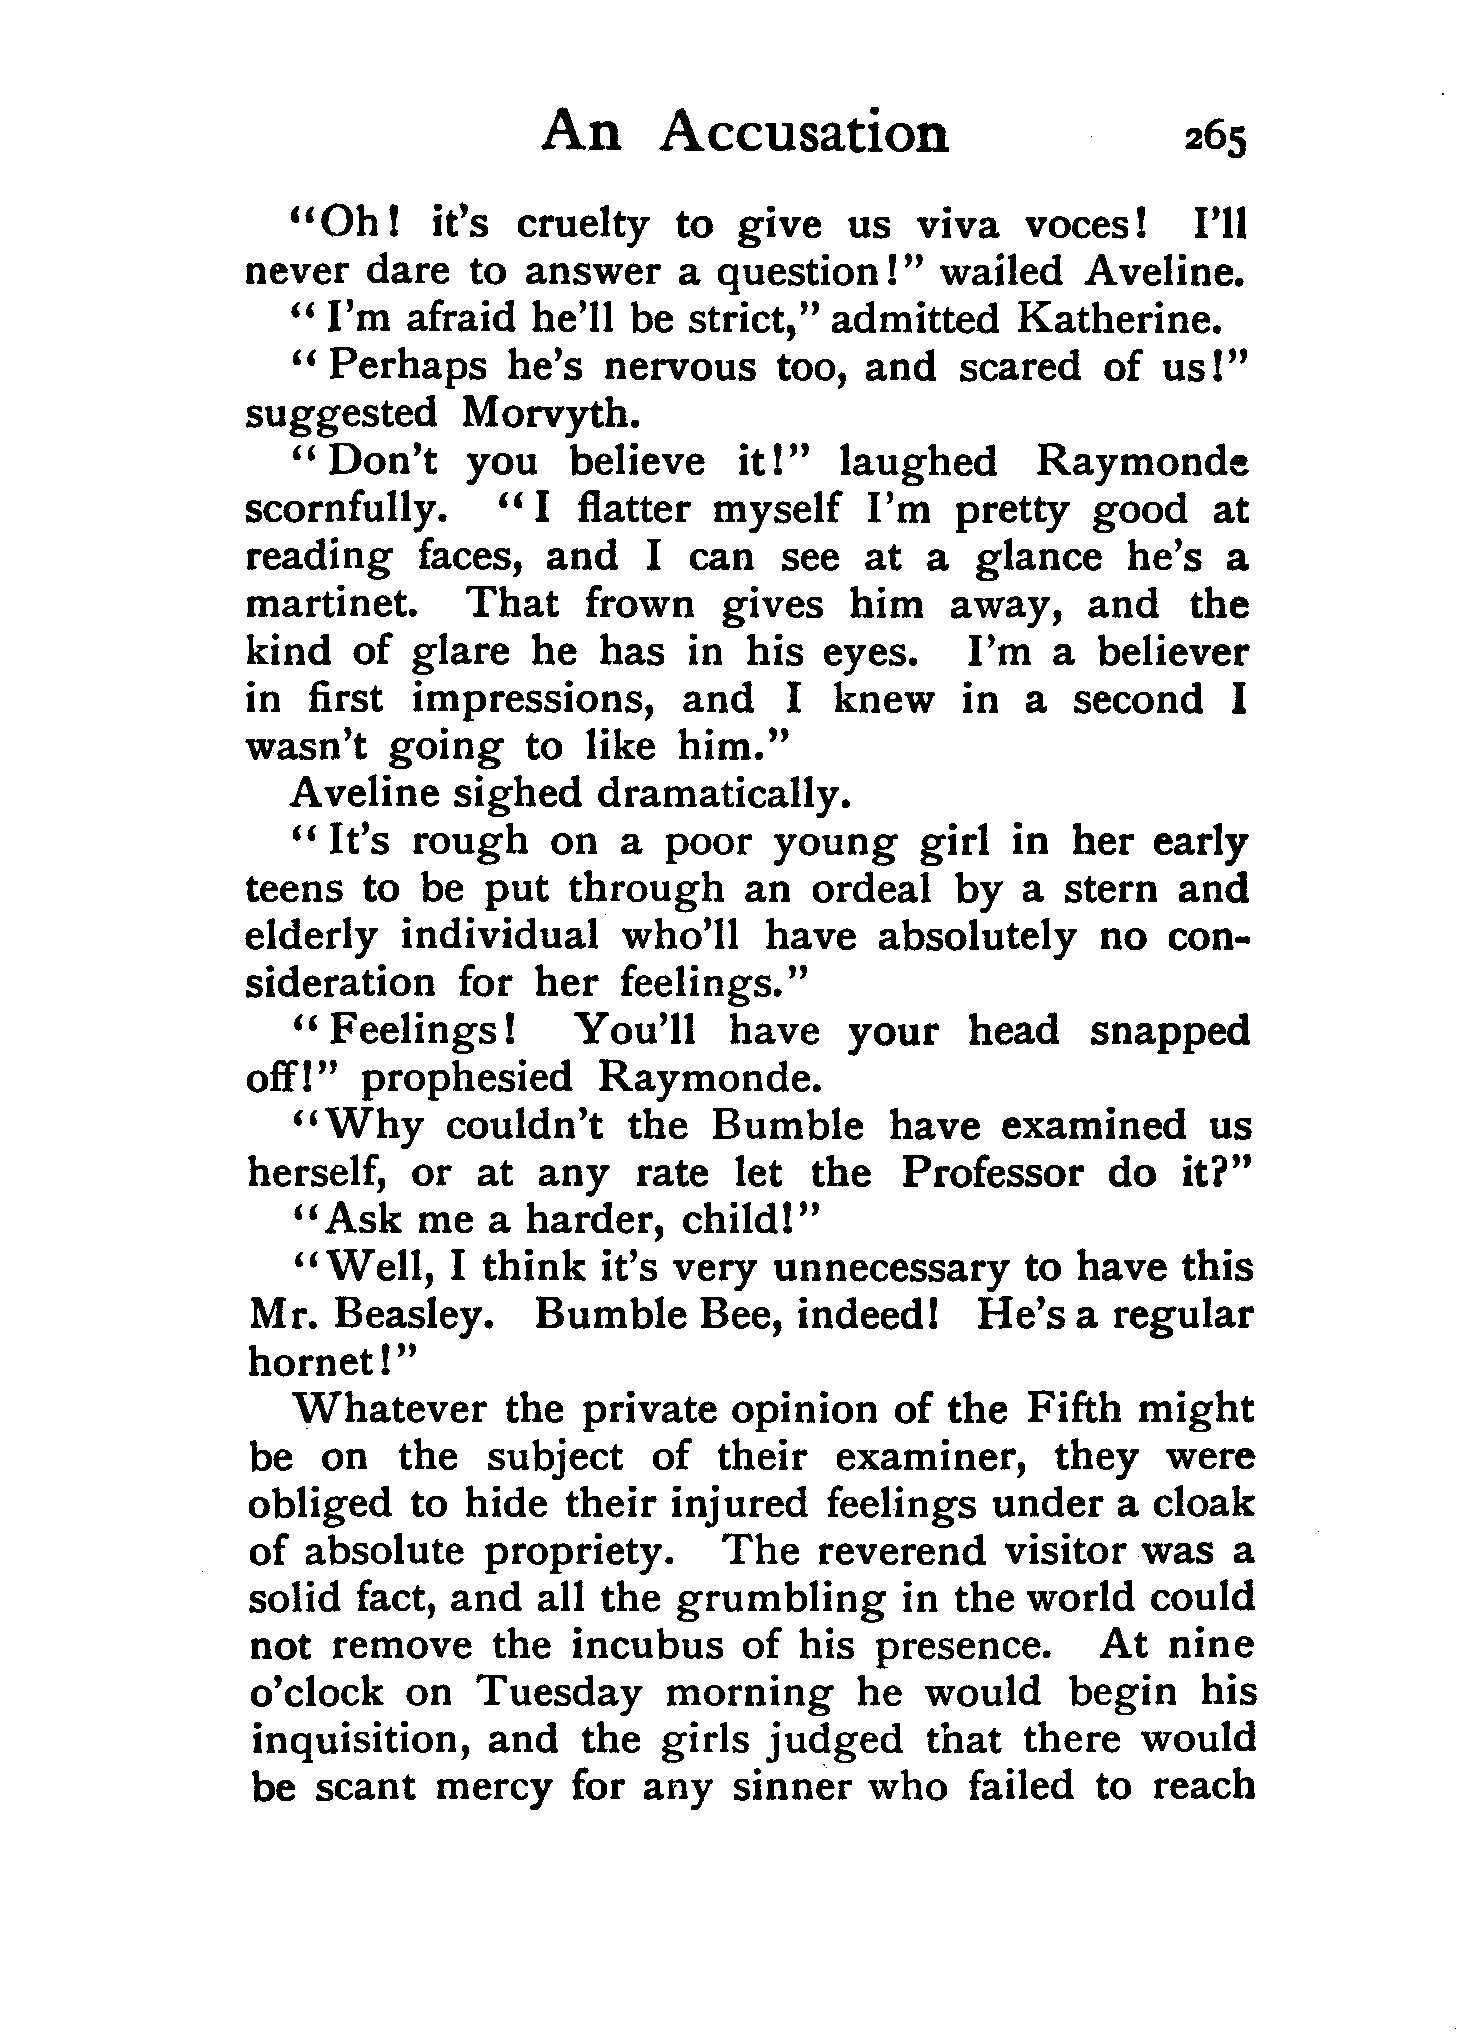 An Accusation 265
"Oh! it's cruelty to give us viva voces! I'll
never dare to answer a question!" wailed Aveline.
"I'm afraid he'll be strict," admitted Katherine.
"Perhaps he's nervous too, and scared of us!"
suggested Morvyth.
"Don't you believe it!" laughed Raymonde
scornfully. "I flatter myself I'm pretty good at
reading faces, and I can see at a glance he's a
martinet. That frown gives him away, and the
kind of glare he has in his eyes. I'm a believer
in first impressions, and I knew in a second I
wasn't going to like him."
Aveline sighed dramatically.
"It's rough on a poor young girl in her early
teens to be put through an ordeal by a stern and
elderly individual who'll have absolutely no con-
sideration for her feelings."
"Feelings! You'll have your head snapped
off!" prophesied Raymonde.
"Why couldn't the Bumble have examined us
herself, or at any rate let the Professor do it?"
"Ask me a harder, child!"
"Well, I think it's very unnecessary to have this
Mr. Beasley. Bumble Bee, indeed! He's a regular
hornet!"
Whatever the private opinion of the Fifth might
be on the subject of their examiner, they were
obliged to hide their injured feelings under a cloak
of absolute propriety. The reverend visitor was a
solid fact, and all the grumbling in the world could
not remove the incubus of his presence. At nine
o'clock on Tuesday morning he would begin his
inquisition, and the girls judged that there would
be scant mercy for any sinner who failed to reach